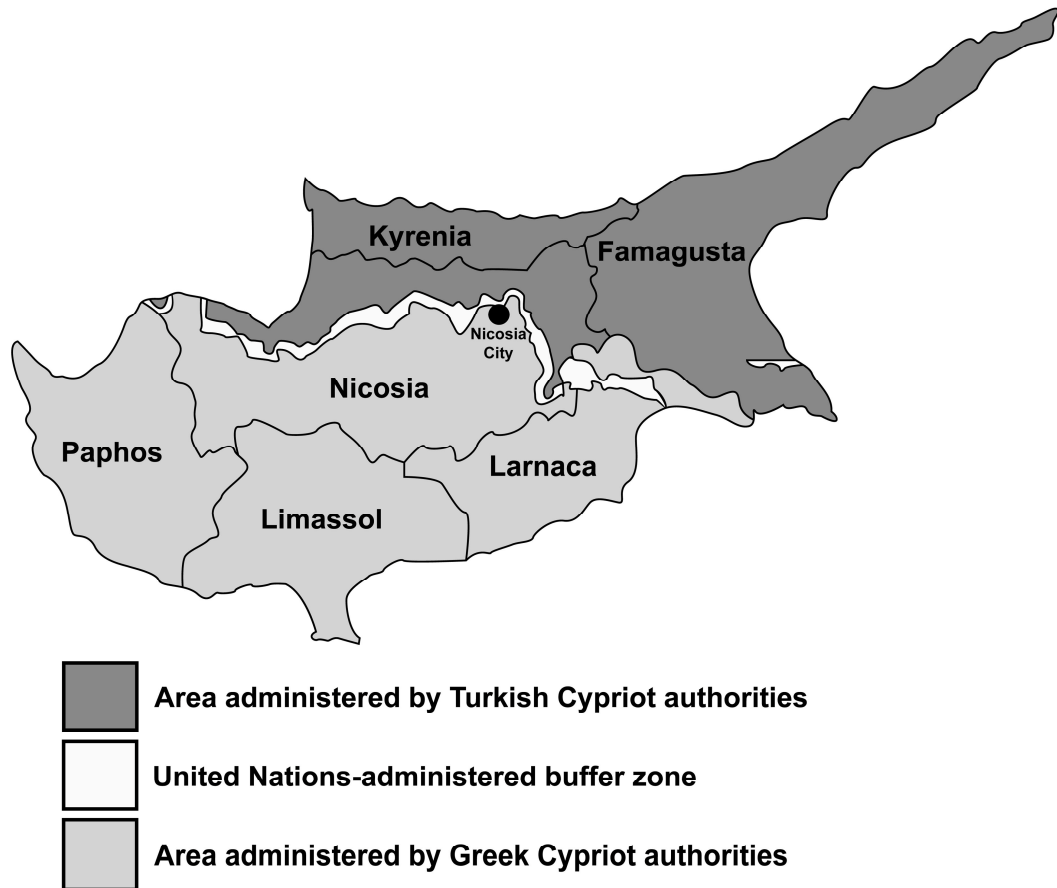 Kyrenia
Famagusta
Nicosia
City
Nicosia
Paphos
Larnaca
Limassol
Area administered by Turkish Cypriot authorities
United Nations-administered buffer zone
Area administered by Greek Cypriot authorities